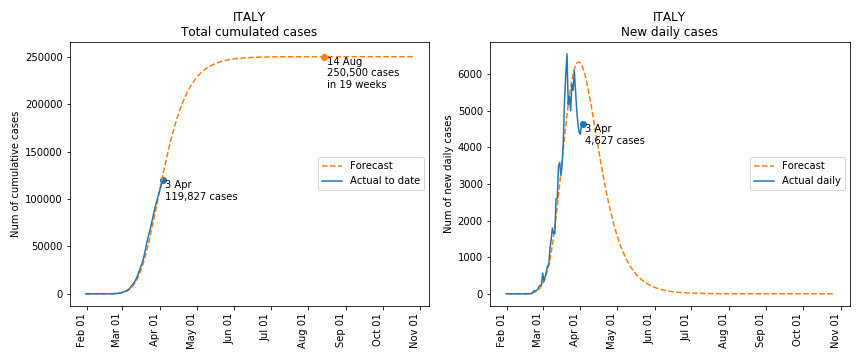 ITALY
Total cumulated cases
Num of cumulative cases
250000
200000
150000
100000
50000
0
14 Aug
250,500 cases
in 19 weeks
3 Apr
119,827 cases
Forecast
Actual to date
Feb 01
Mar 01
Apr 01
May 01
Jun 01
Jul 01
Aug 01
Sep 01
Oct 01
Nov 01
ITALY
New daily cases
Num of new daily cases
6000
5000
4000
3000
2000
1000
0
3 Apr
4,627 cases
Forecast
Actual daily
Feb 01
Mar 01
Apr 01
May 01
Jun 01
Jul 01
Aug 01
Sep 01
Oct 01
Nov 01